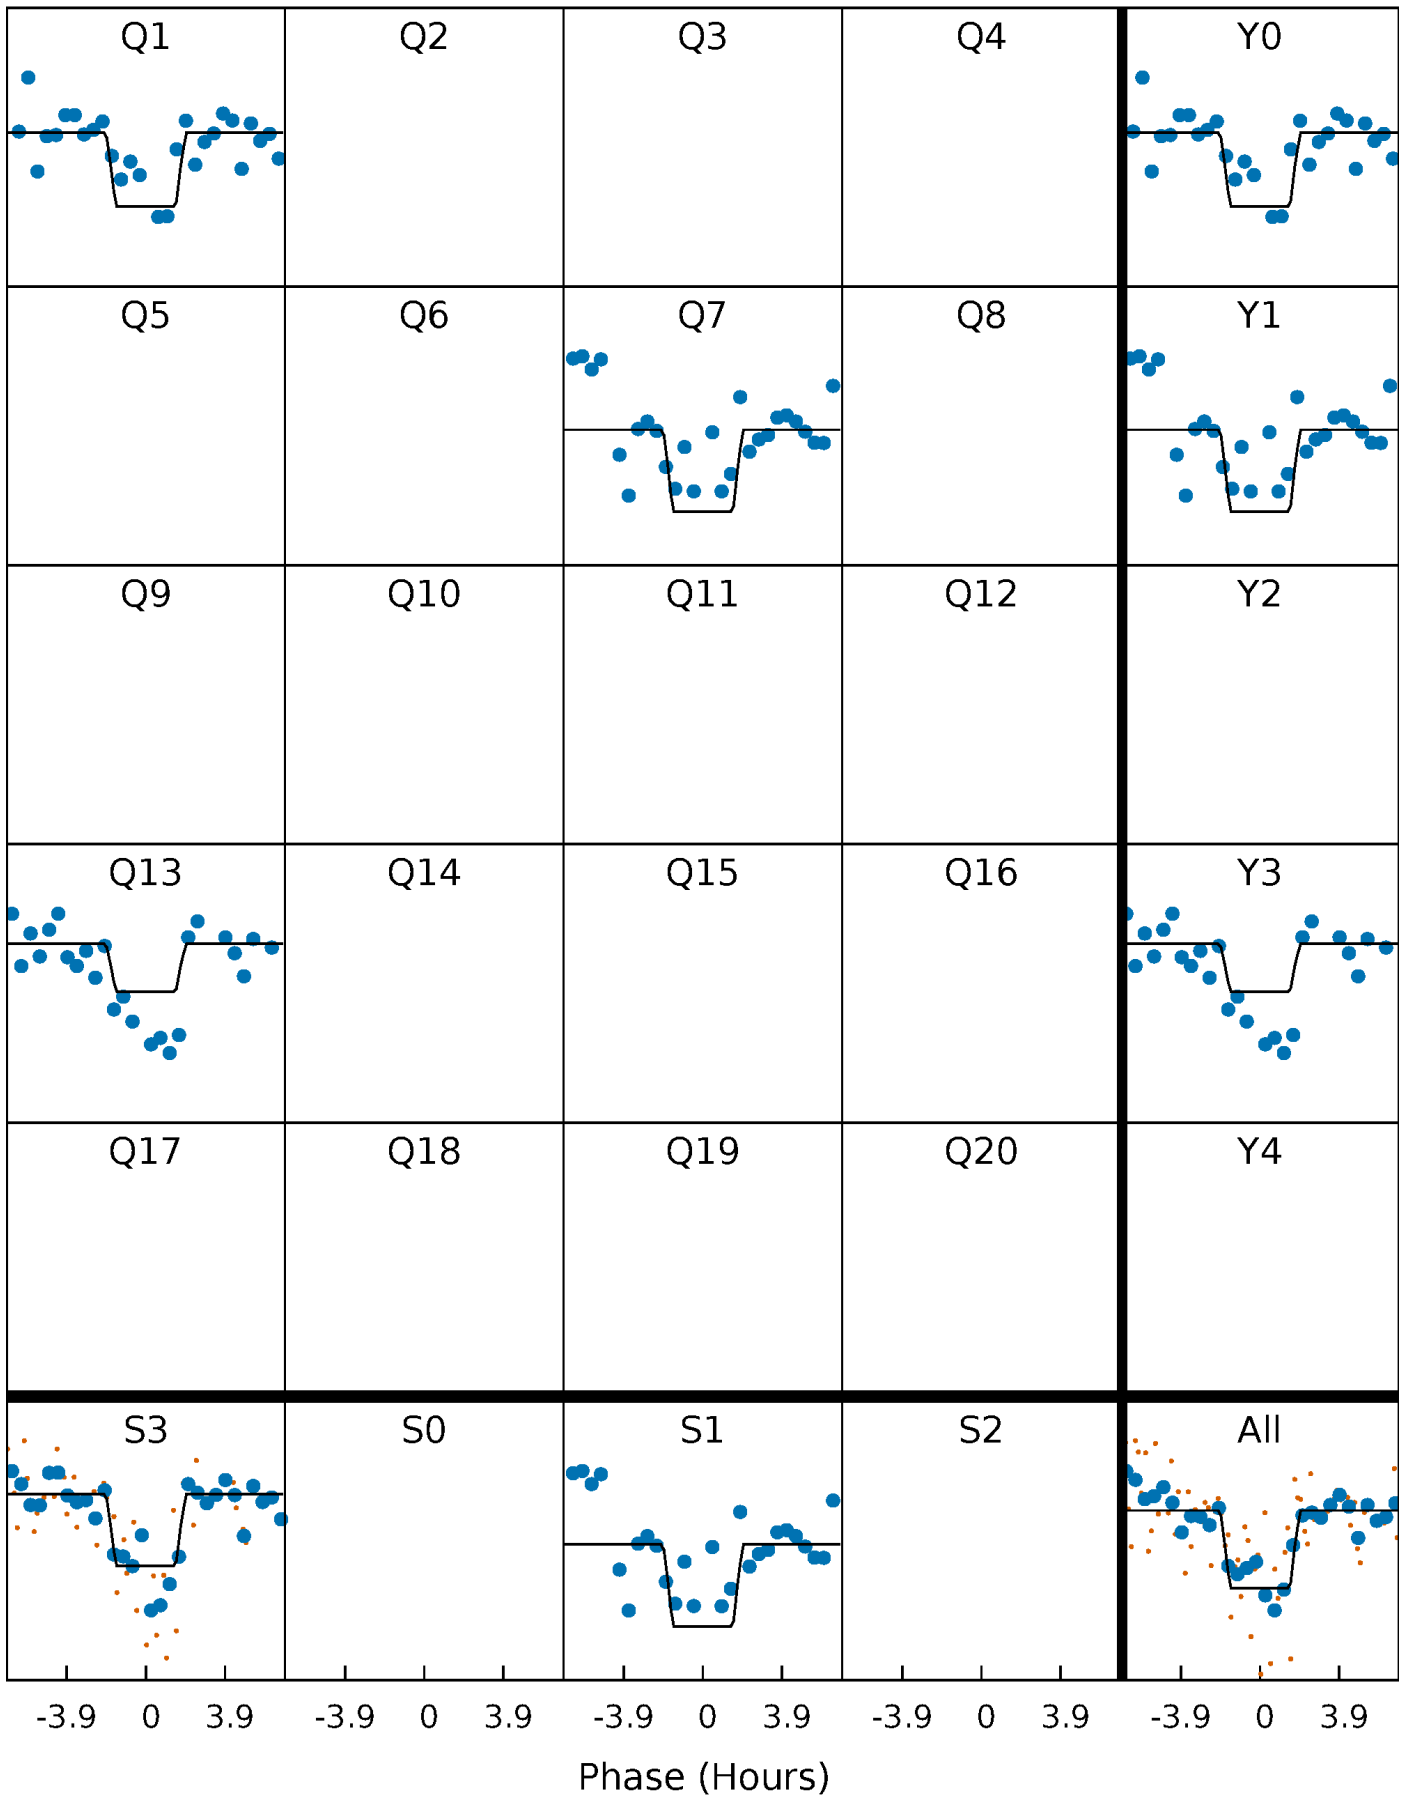 Q1 Q2 Q3 Q4 Y0
Q5 Q6 Q7 Q8 Y1
Q9 Q10 Q11 Q12 Y2
Q13 Q14 Q15 Q16 Y3
Q17 Q18 Q19 Q20 Y4
S3 S0 S1 S2 All
-3.9 0 3.9 -3.9 0 3.9 -3.9 0 3.9 -3.9 0 3.9 -3.9 0 3.9
Phase (Hours)